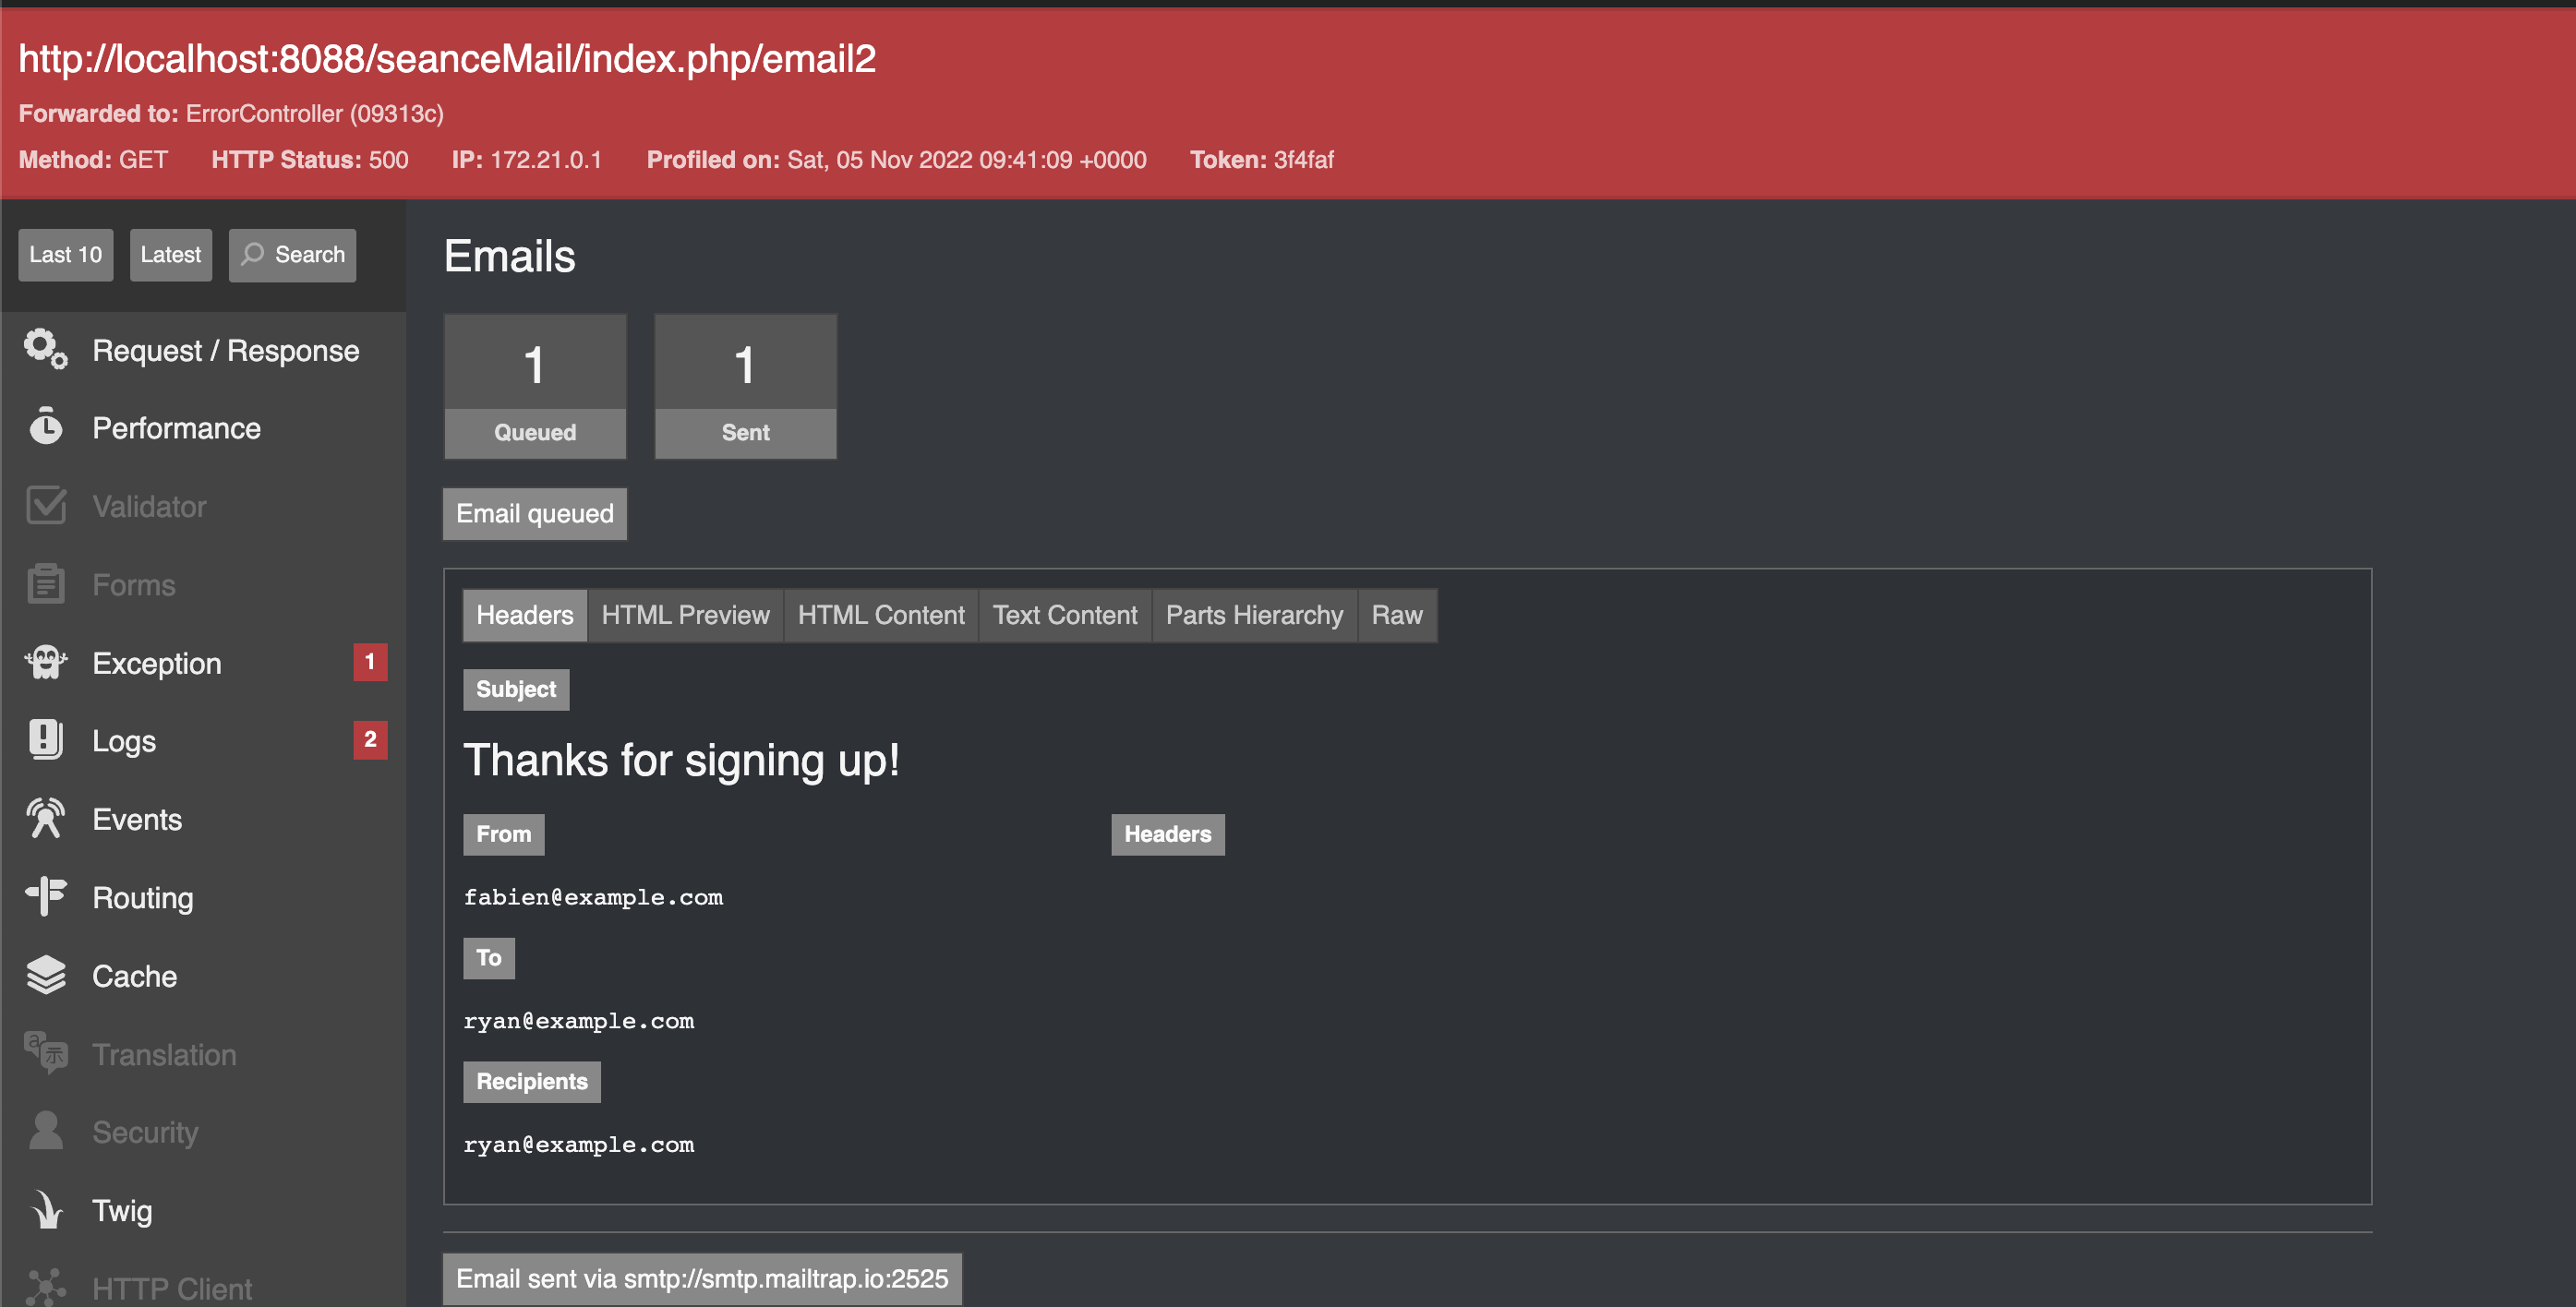 http://localhost:8088/seanceMail/index.php/email2
Forwarded to: ErrorController (09313c)
Method: GET HTTP Status: 500 IP: 172.21.0.1 Profiled on: Sat, 05 Nov 2022 09:41:09 +0000 Token: 3f4faf
Last 10 Latest Search
Request / Response
Performance
Validator
Forms
Exception 1
Logs 2
Events
Routing
Cache
Translation
Security
Twig
HTTP Client
Emails
1 1
Queued Sent
Email queued
Headers HTML Preview HTML Content Text Content Parts Hierarchy Raw
Subject
Thanks for signing up!
From Headers
fabien@example.com
To
ryan@example.com
Recipients
ryan@example.com
Email sent via smtp://smtp.mailtrap.io:2525